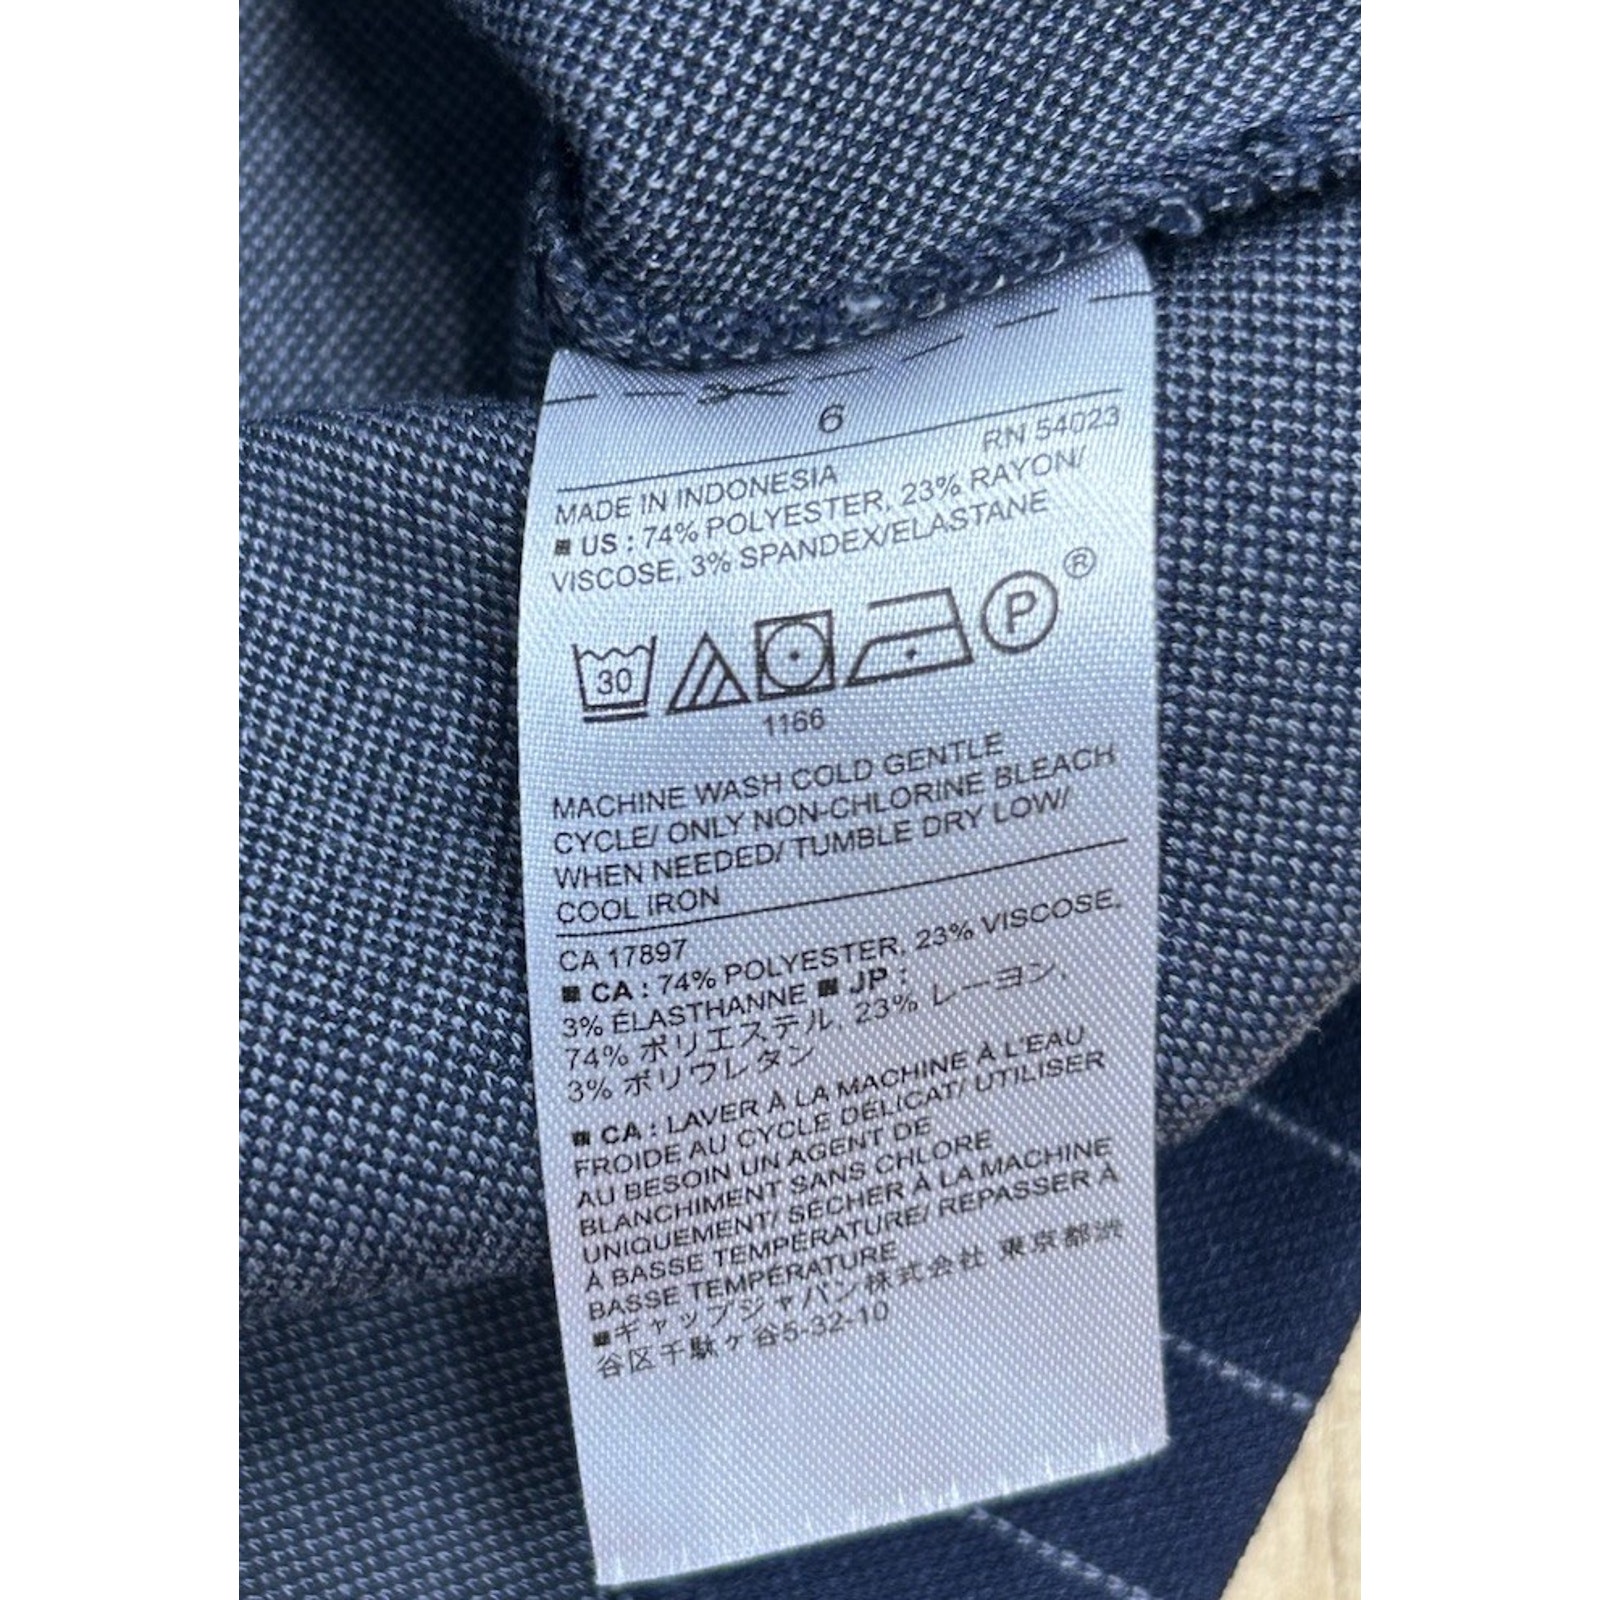 6
RN 54023
MADE IN INDONESIA
■ US : 74% POLYESTER, 23% RAYON/
VISCOSE, 3% SPANDEX/ELASTANE
30 P ®
1166
MACHINE WASH COLD GENTLE
CYCLE/ ONLY NON-CHLORINE BLEACH
WHEN NEEDED/ TUMBLE DRY LOW/
COOL IRON
CA 17897
■ CA : 74% POLYESTER, 23% VISCOSE,
3% ÉLASTHANNE ■ JP :
74% ポリエステル, 23% レーヨン,
3% ポリウレタン
■ CA : LAVER À LA MACHINE À L'EAU
FROIDE AU CYCLE DÉLICAT/ UTILISER
AU BESOIN UN AGENT DE
BLANCHIMENT SANS CHLORE
UNIQUEMENT/ SÉCHER À LA MACHINE
À BASSE TEMPÉRATURE/ REPASSER À
BASSE TEMPÉRATURE
■ギャップジャパン株式会社 東京都渋
谷区千駄ヶ谷5-32-10